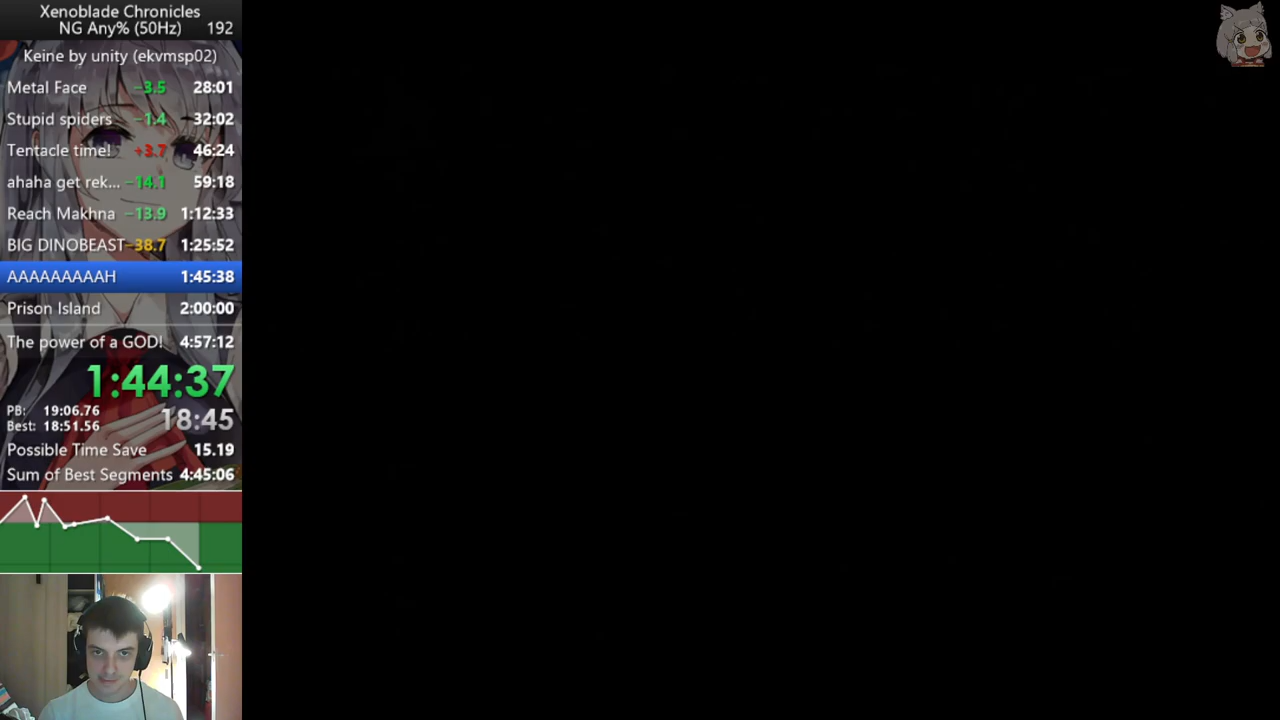 Xenoblade Chronicles
NG Any% (50Hz) 192
Keine by unity (ekvmsp02)
Metal Face -3.5 28:01
Stupid spiders -1.4 32:02
Tentacle time! +3.7 46:24
ahaha get rek... -14.1 59:18
Reach Makhna -13.9 1:12:33
BIG DINOBEAST -38.7 1:25:52
AAAAAAAAAH 1:45:38
Prison Island 2:00:00
The power of a GOD! 4:57:12
1:44:37
PB: 19:06.76
Best: 18:51.56
18:45
Possible Time Save 15.19
Sum of Best Segments 4:45:06